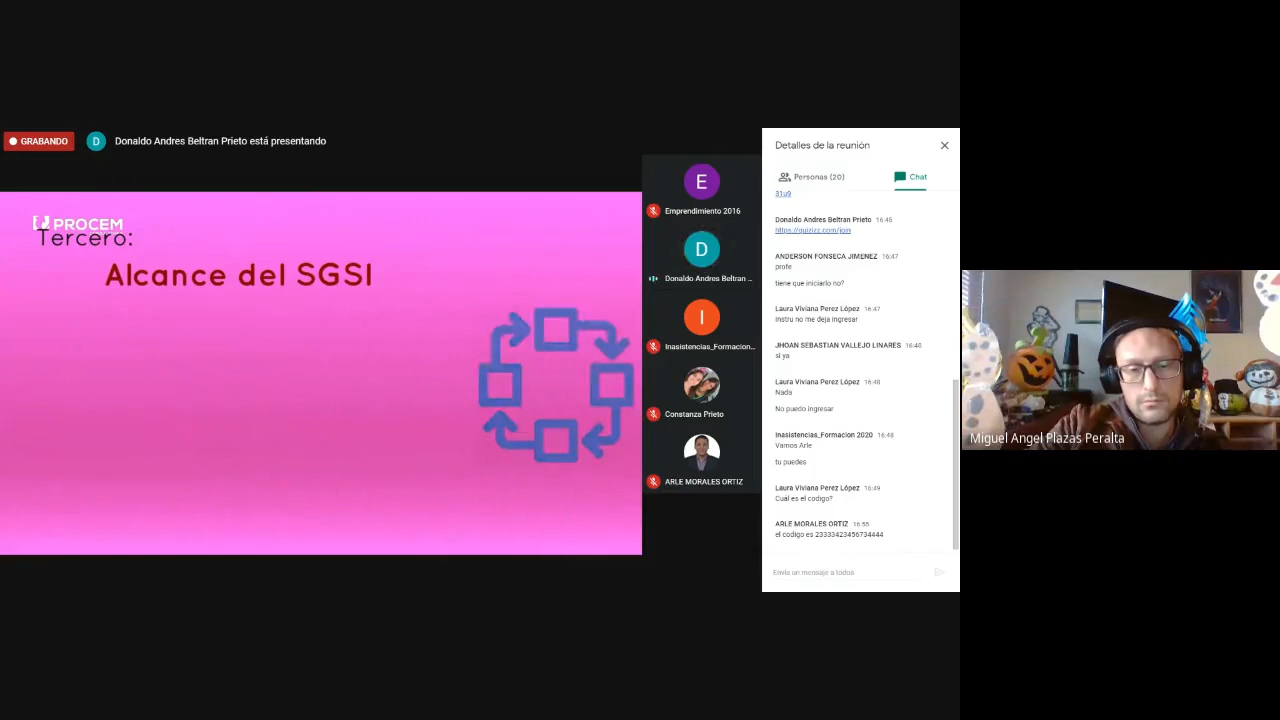 GRABANDO
D
Donaldo Andres Beltran Prieto está presentando
PROCEM
Tercero:
Alcance del SGSI
E
Emprendimiento 2016
D
Donaldo Andres Beltran ...
I
Inasistencias_Formacion...
Constanza Prieto
ARLE MORALES ORTIZ
Detalles de la reunión
Personas (20)
Chat
31u9
Donaldo Andres Beltran Prieto 16:45
https://quizizz.com/join
ANDERSON FONSECA JIMENEZ 16:47
profe
tiene que iniciarlo no?
Laura Viviana Perez López 16:47
Instru no me deja ingresar
JHOAN SEBASTIAN VALLEJO LINARES 16:48
si ya
Laura Viviana Perez López 16:48
Nada
No puedo ingresar
Inasistencias_Formacion 2020 16:48
Vamos Arle
tu puedes
Laura Viviana Perez López 16:49
Cuál es el codigo?
ARLE MORALES ORTIZ 16:55
el codigo es 23333423456734444
Envía un mensaje a todos
Miguel Angel Plazas Peralta